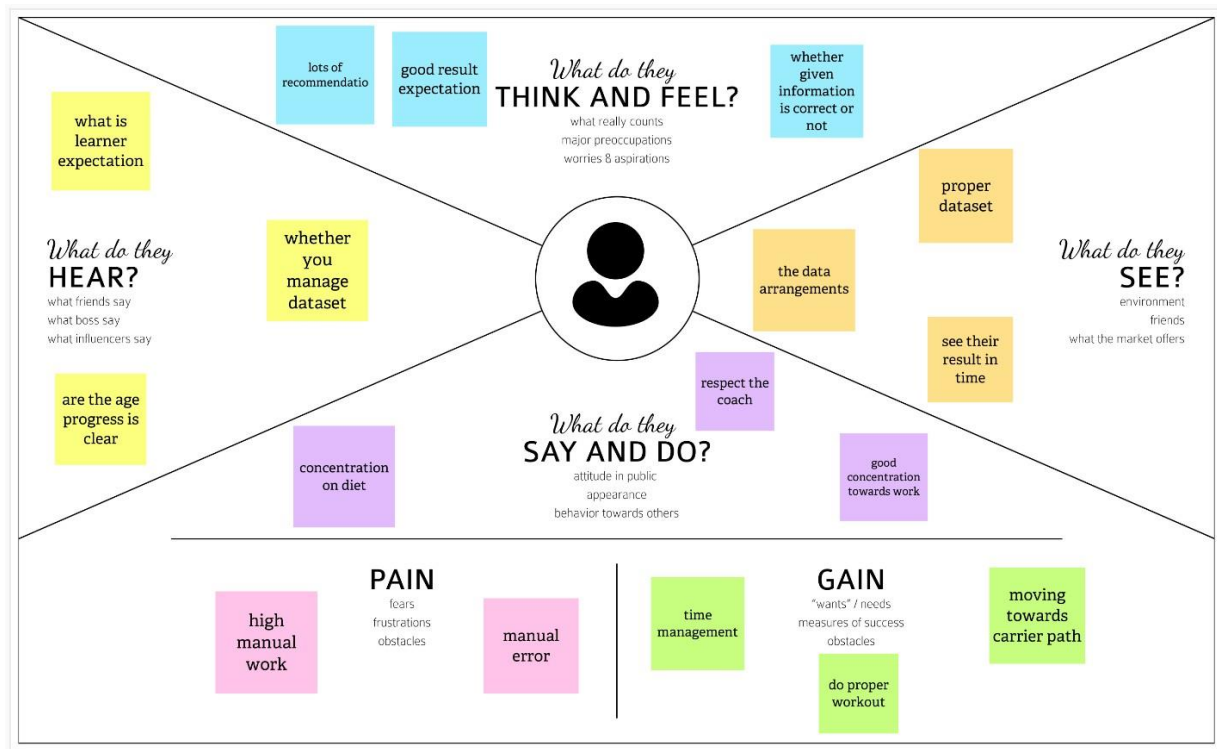 lots of
recommendatio
good result
expectation
What do they
THINK AND FEEL?
what really counts
major preoccupations
worries & aspirations
whether
given
information
is correct or
not
what is
learner
expectation
What do they
HEAR?
what friends say
what boss say
what influencers say
whether
you
manage
dataset
are the age
progress is
clear
proper
dataset
the data
arrangements
What do they
SEE?
environment
friends
what the market offers
see their
result in
time
respect the
coach
What do they
SAY AND DO?
attitude in public
appearance
behavior towards others
concentration
on diet
good
concentration
towards work
PAIN
fears
frustrations
obstacles
high
manual
work
manual
error
GAIN
"wants" / needs
measures of success
obstacles
time
management
moving
towards
carrier path
do proper
workout